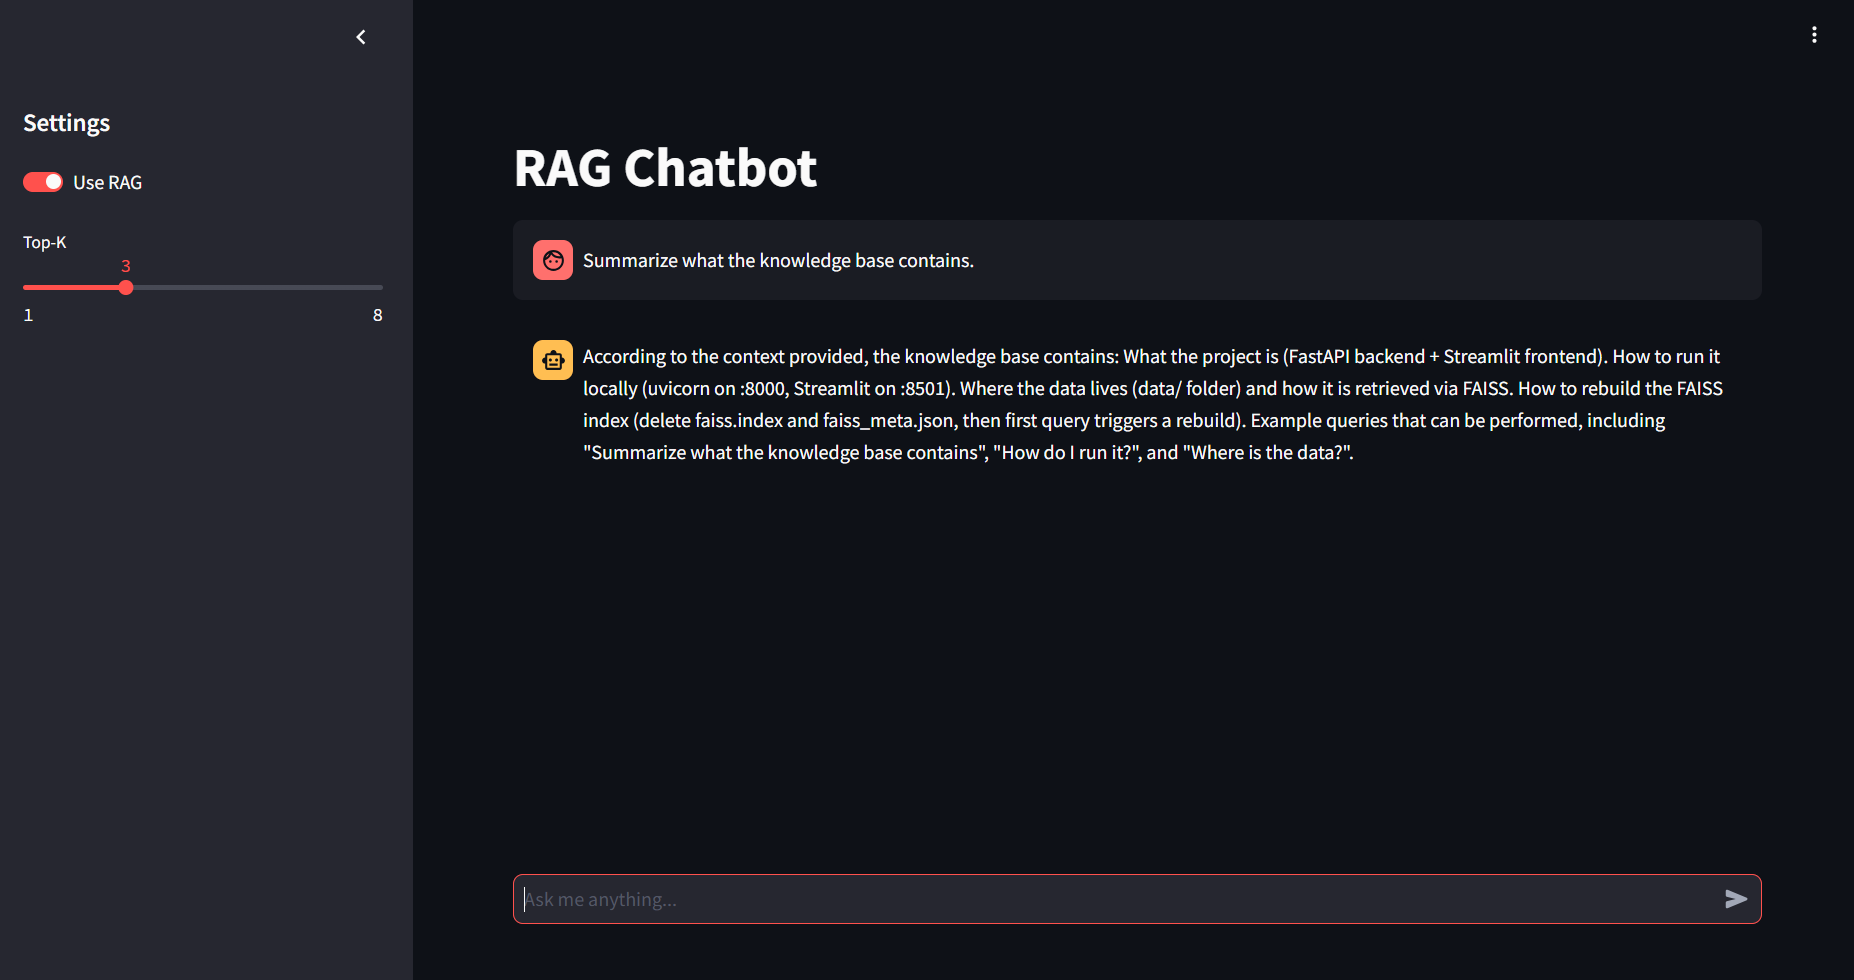 Settings
Use RAG
Top-K
3
1
8
RAG Chatbot
Summarize what the knowledge base contains.
According to the context provided, the knowledge base contains: What the project is (FastAPI backend + Streamlit frontend). How to run it
locally (uvicorn on :8000, Streamlit on :8501). Where the data lives (data/ folder) and how it is retrieved via FAISS. How to rebuild the FAISS
index (delete faiss.index and faiss_meta.json, then first query triggers a rebuild). Example queries that can be performed, including
"Summarize what the knowledge base contains", "How do I run it?", and "Where is the data?".
Ask me anything...